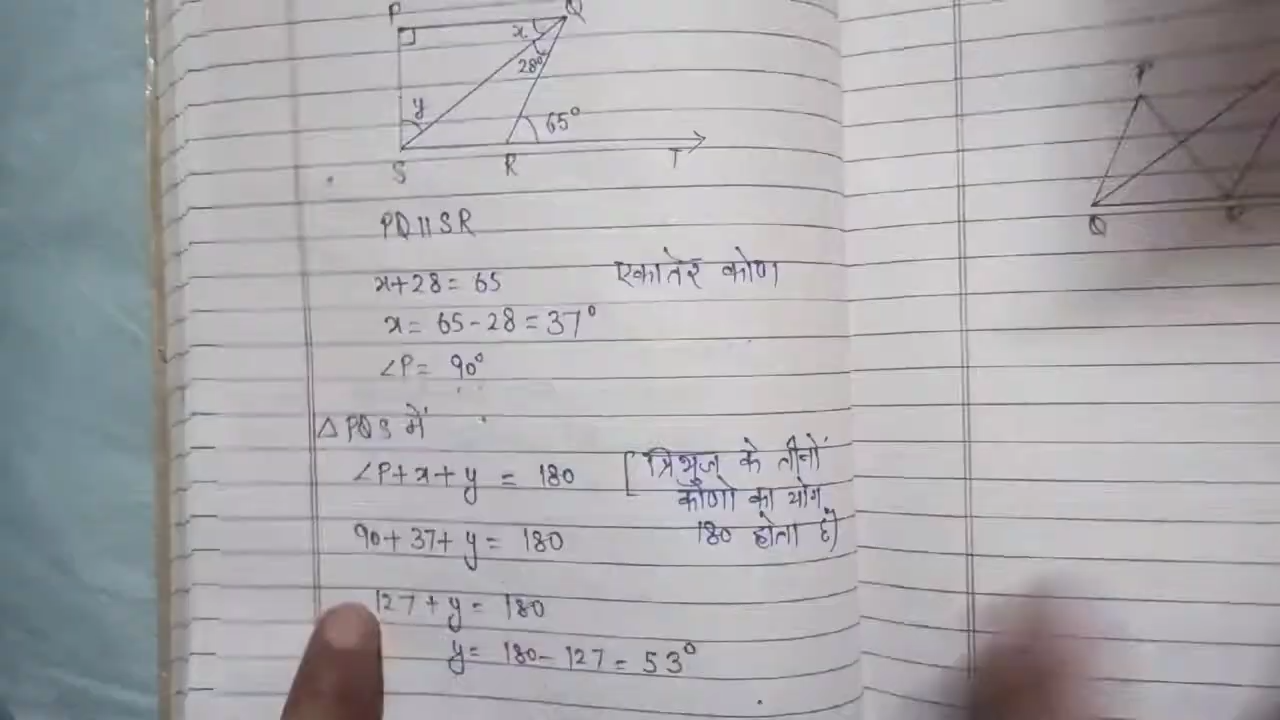 P Q
x
28°
y
65°
S R T
PQ||SR
x+28 = 65 एकांतर कोण
x = 65-28 = 37°
∠P = 90°
△PQS में
∠P+x+y = 180 [त्रिभुज के तीनों
कोणो का योग
180 होता है]
90+37+y = 180
127+y = 180
y = 180-127 = 53°
P
Q